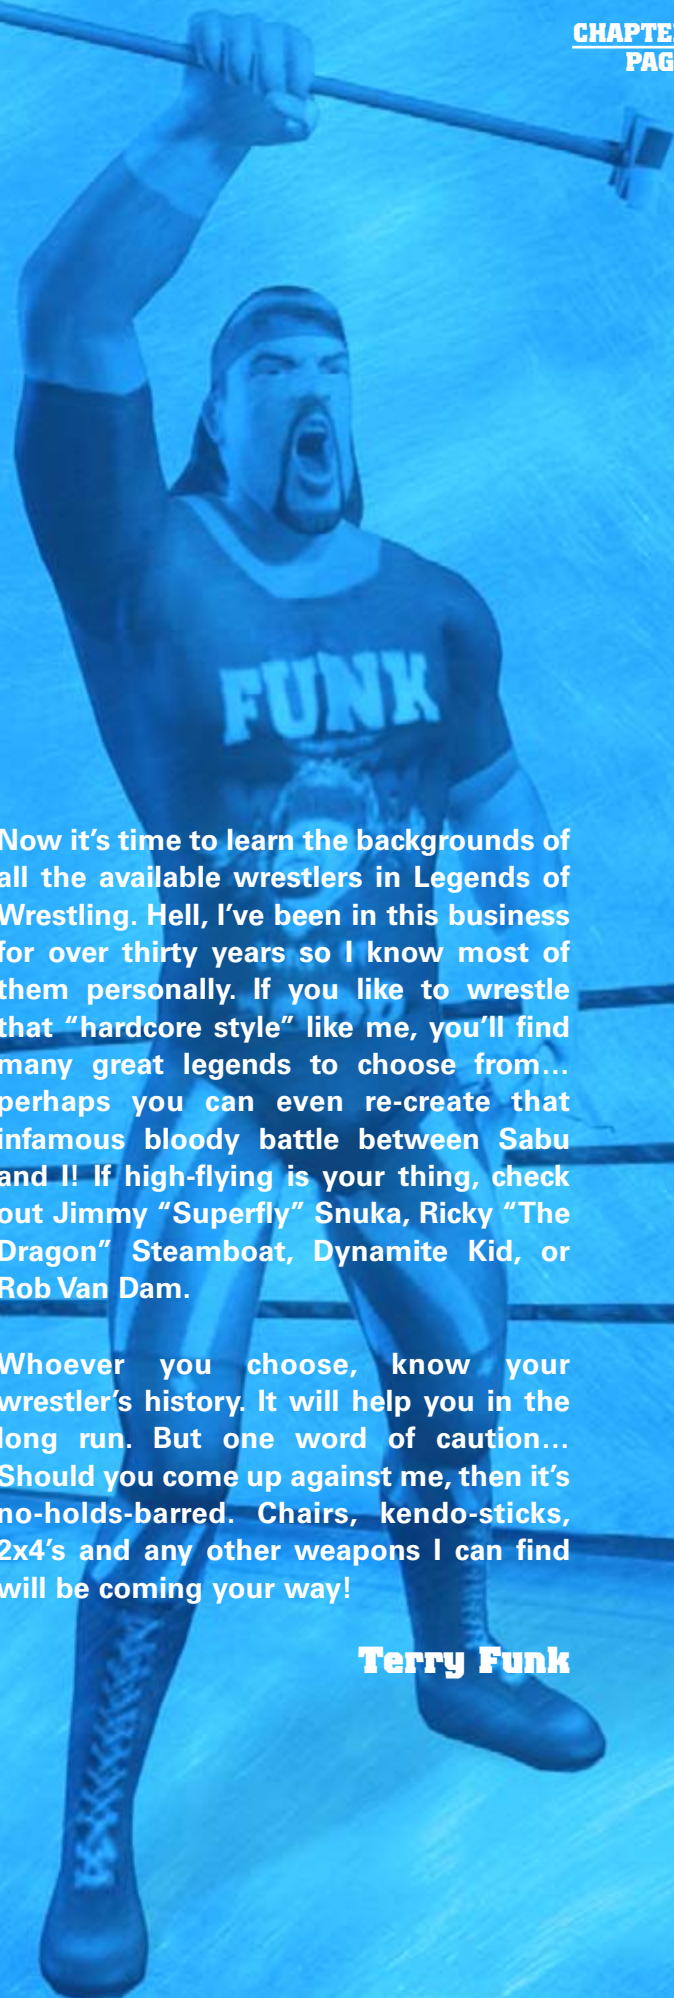 CHAPTE
PAG
FUNK
Now it’s time to learn the backgrounds of
all the available wrestlers in Legends of
Wrestling. Hell, I’ve been in this business
for over thirty years so I know most of
them personally. If you like to wrestle
that “hardcore style” like me, you’ll find
many great legends to choose from…
perhaps you can even re-create that
infamous bloody battle between Sabu
and I! If high-flying is your thing, check
out Jimmy “Superfly” Snuka, Ricky “The
Dragon” Steamboat, Dynamite Kid, or
Rob Van Dam.
Whoever you choose, know your
wrestler’s history. It will help you in the
long run. But one word of caution…
Should you come up against me, then it’s
no-holds-barred. Chairs, kendo-sticks,
2x4’s and any other weapons I can find
will be coming your way!
Terry Funk